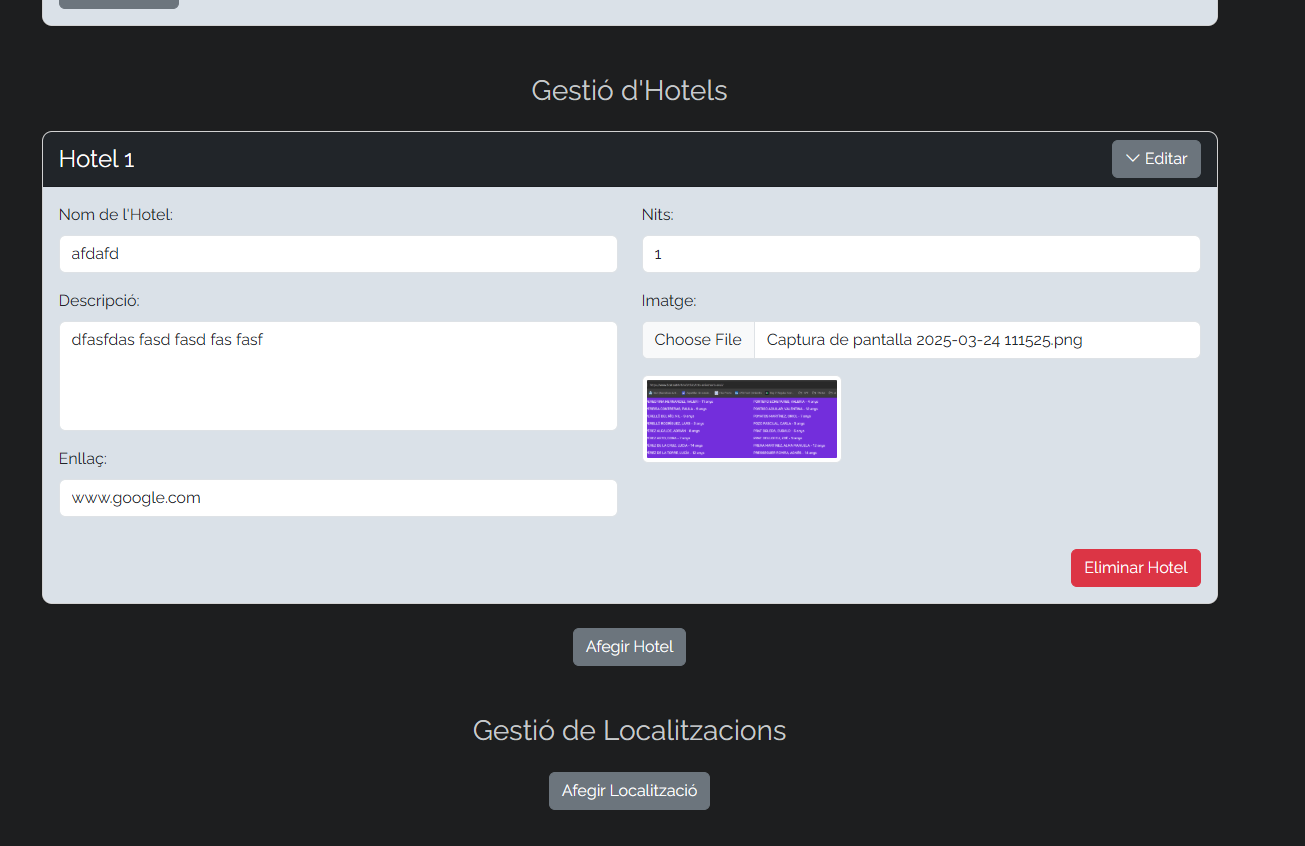 Gestió d'Hotels
Hotel 1
Editar
Nom de l'Hotel:
Nits:
afdafd
1
Descripció:
Imatge:
dfasfdas fasd fasd fas fasf
Choose File
Captura de pantalla 2025-03-24 111525.png
Enllaç:
www.google.com
Eliminar Hotel
Afegir Hotel
Gestió de Localitzacions
Afegir Localització